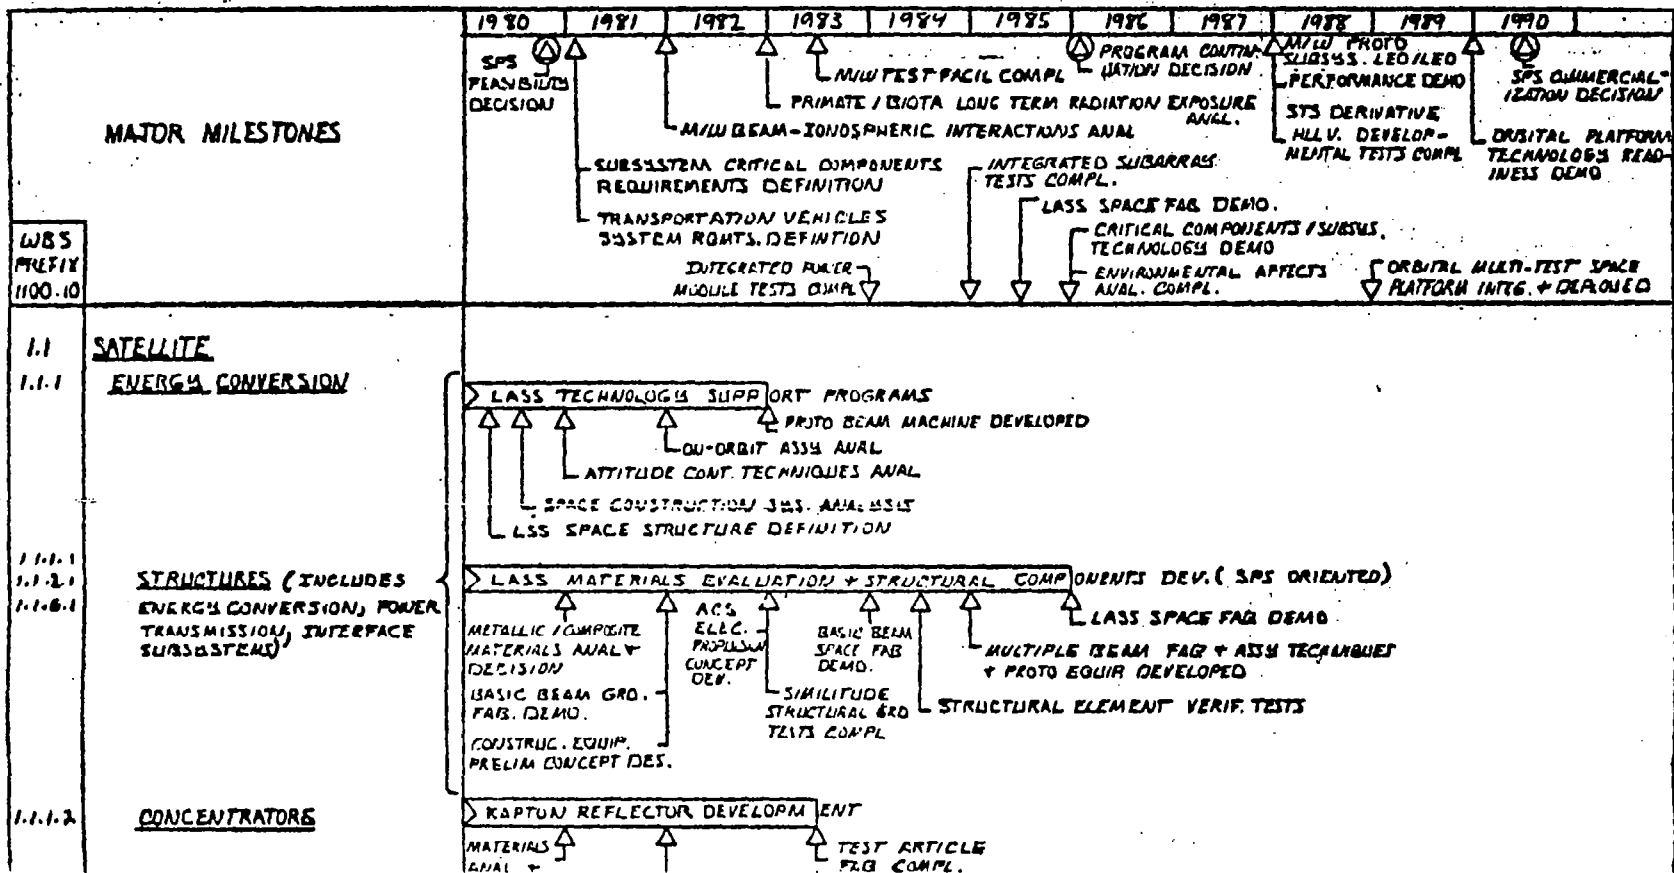 1980 1981 1982 1983 1984 1985 1986 1987 1988 1989 1990
MAJOR MILESTONES
SPS
FEASIBILITY
DECISION
M/W TEST FACIL COMPL
PRIMATE / BIOTA LONG TERM RADIATION EXPOSURE
ANAL.
M/W BEAM-IONOSPHERIC INTERACTIONS ANAL
SUBSYSTEM CRITICAL COMPONENTS
REQUIREMENTS DEFINITION
TRANSPORTATION VEHICLES
SYSTEM RQMTS. DEFINTION
INTEGRATED POWER
MODULE TESTS COMPL
INTEGRATED SUBARRAY
TESTS COMPL.
LASS SPACE FAB DEMO.
CRITICAL COMPONENTS / SUBSYS.
TECHNOLOGY DEMO
ENVIRONMENTAL AFFECTS
ANAL. COMPL.
PROGRAM CONTIN-
UATION DECISION
M/W PROTO
SUBSYS. LEO/LEO
PERFORMANCE DEMO
STS DERIVATIVE
HLLV. DEVELOP-
MENTAL TESTS COMPL
SPS COMMERCIAL-
IZATION DECISION
ORBITAL PLATFORM
TECHNOLOGY READ-
INESS DEMO
ORBITAL MULTI-TEST SPACE
PLATFORM INTG. + DEPLOYED
WBS
PREFIX
1100.10
1.1 SATELLITE
1.1.1 ENERGY CONVERSION
LASS TECHNOLOGY SUPPORT PROGRAMS
PROTO BEAM MACHINE DEVELOPED
ON-ORBIT ASSY ANAL
ATTITUDE CONT. TECHNIQUES ANAL
SPACE CONSTRUCTION SYS. ANALYSIS
LSS SPACE STRUCTURE DEFINITION
1.1.1.1
1.1.2.1
1.1.6.1
STRUCTURES (INCLUDES
ENERGY CONVERSION, POWER
TRANSMISSION, INTERFACE
SUBSYSTEMS)
LASS MATERIALS EVALUATION + STRUCTURAL COMPONENTS DEV. (SPS ORIENTED)
METALLIC / COMPOSITE
MATERIALS ANAL +
DECISION
BASIC BEAM GRD.
FAB. DEMO.
CONSTRUC. EQUIP.
PRELIM CONCEPT DES.
ACS
ELEC.
PROPULSION
CONCEPT
DEV.
SIMILITUDE
STRUCTURAL GRD
TESTS COMPL
BASIC BEAM
SPACE FAB
DEMO.
STRUCTURAL ELEMENT VERIF. TESTS
MULTIPLE BEAM FAB + ASSY TECHNIQUES
+ PROTO EQUIP DEVELOPED
LASS SPACE FAB DEMO
1.1.1.2 CONCENTRATORS
KAPTON REFLECTOR DEVELOPMENT
MATERIALS
ANAL +
TEST ARTICLE
FAB COMPL.